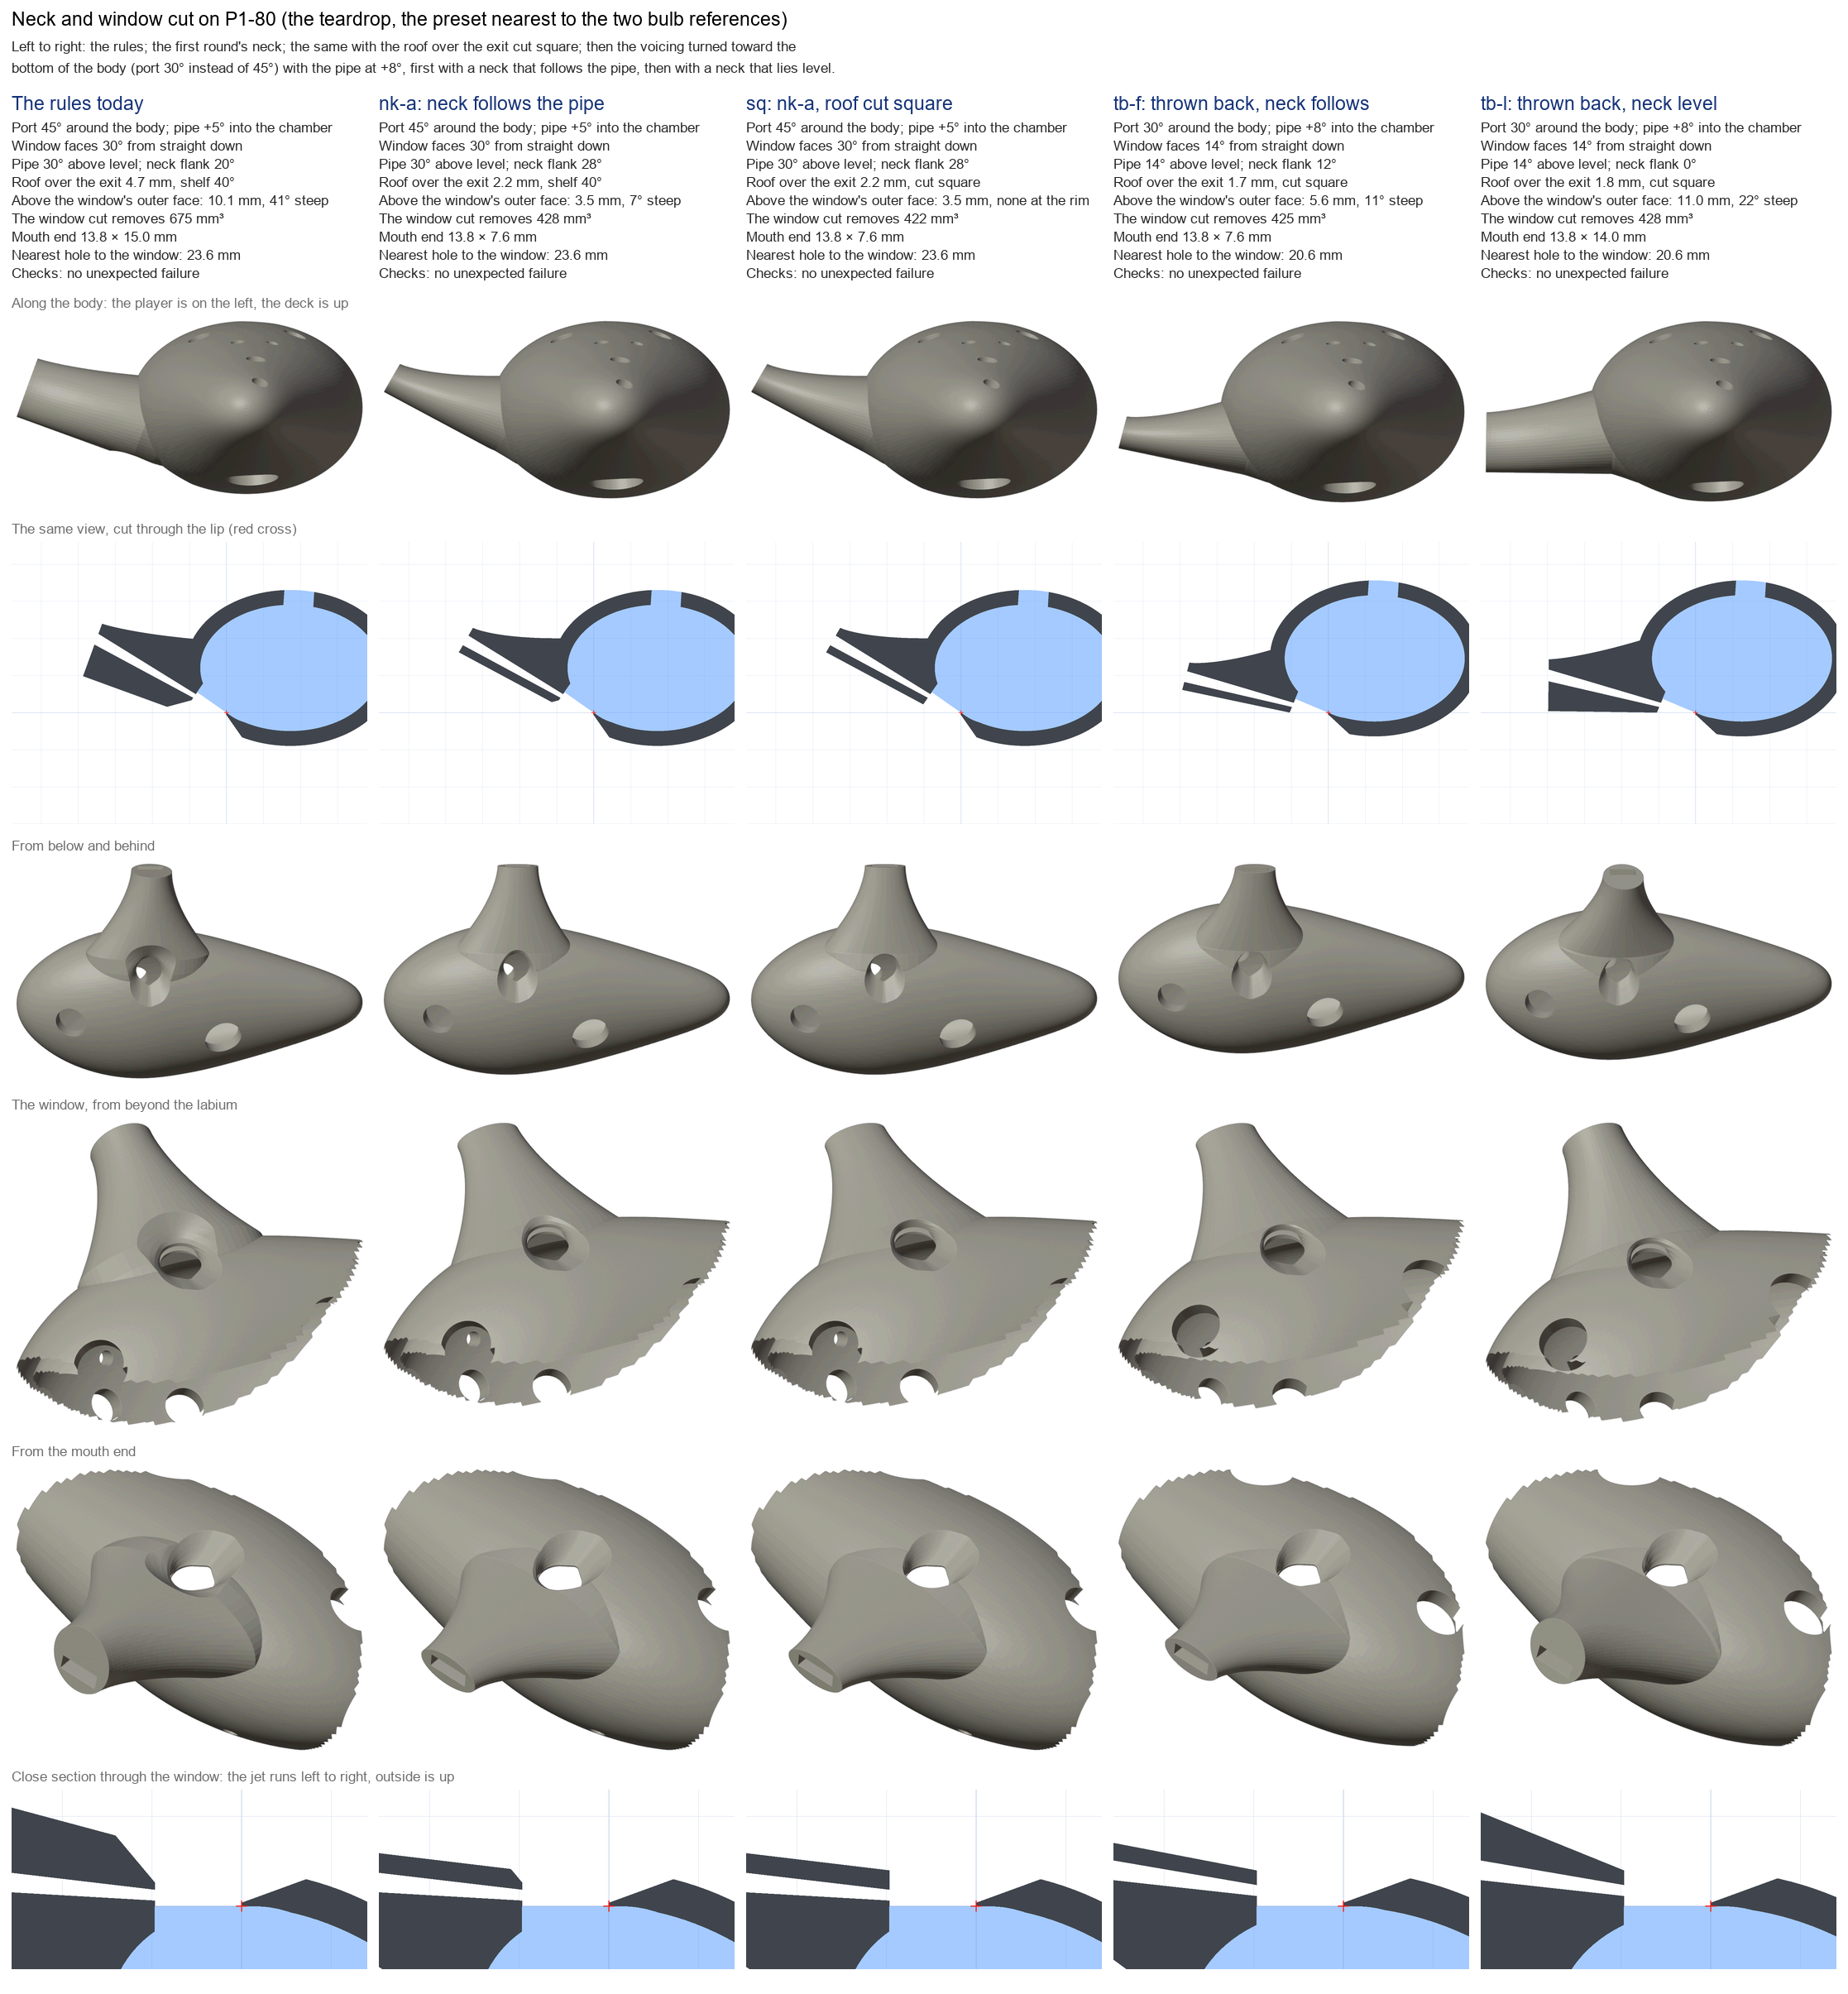 Neck and window cut on P1-80 (the teardrop, the preset nearest to the two bulb references)
Left to right: the rules; the first round's neck; the same with the roof over the exit cut square; then the voicing turned toward the
bottom of the body (port 30° instead of 45°) with the pipe at +8°, first with a neck that follows the pipe, then with a neck that lies level.
The rules today
Port 45° around the body; pipe +5° into the chamber
Window faces 30° from straight down
Pipe 30° above level; neck flank 20°
Roof over the exit 4.7 mm, shelf 40°
Above the window's outer face: 10.1 mm, 41° steep
The window cut removes 675 mm³
Mouth end 13.8 × 15.0 mm
Nearest hole to the window: 23.6 mm
Checks: no unexpected failure
nk-a: neck follows the pipe
Port 45° around the body; pipe +5° into the chamber
Window faces 30° from straight down
Pipe 30° above level; neck flank 28°
Roof over the exit 2.2 mm, shelf 40°
Above the window's outer face: 3.5 mm, 7° steep
The window cut removes 428 mm³
Mouth end 13.8 × 7.6 mm
Nearest hole to the window: 23.6 mm
Checks: no unexpected failure
sq: nk-a, roof cut square
Port 45° around the body; pipe +5° into the chamber
Window faces 30° from straight down
Pipe 30° above level; neck flank 28°
Roof over the exit 2.2 mm, cut square
Above the window's outer face: 3.5 mm, none at the rim
The window cut removes 422 mm³
Mouth end 13.8 × 7.6 mm
Nearest hole to the window: 23.6 mm
Checks: no unexpected failure
tb-f: thrown back, neck follows
Port 30° around the body; pipe +8° into the chamber
Window faces 14° from straight down
Pipe 14° above level; neck flank 12°
Roof over the exit 1.7 mm, cut square
Above the window's outer face: 5.6 mm, 11° steep
The window cut removes 425 mm³
Mouth end 13.8 × 7.6 mm
Nearest hole to the window: 20.6 mm
Checks: no unexpected failure
tb-l: thrown back, neck level
Port 30° around the body; pipe +8° into the chamber
Window faces 14° from straight down
Pipe 14° above level; neck flank 0°
Roof over the exit 1.8 mm, cut square
Above the window's outer face: 11.0 mm, 22° steep
The window cut removes 428 mm³
Mouth end 13.8 × 14.0 mm
Nearest hole to the window: 20.6 mm
Checks: no unexpected failure
Along the body: the player is on the left, the deck is up
The same view, cut through the lip (red cross)
From below and behind
The window, from beyond the labium
From the mouth end
Close section through the window: the jet runs left to right, outside is up